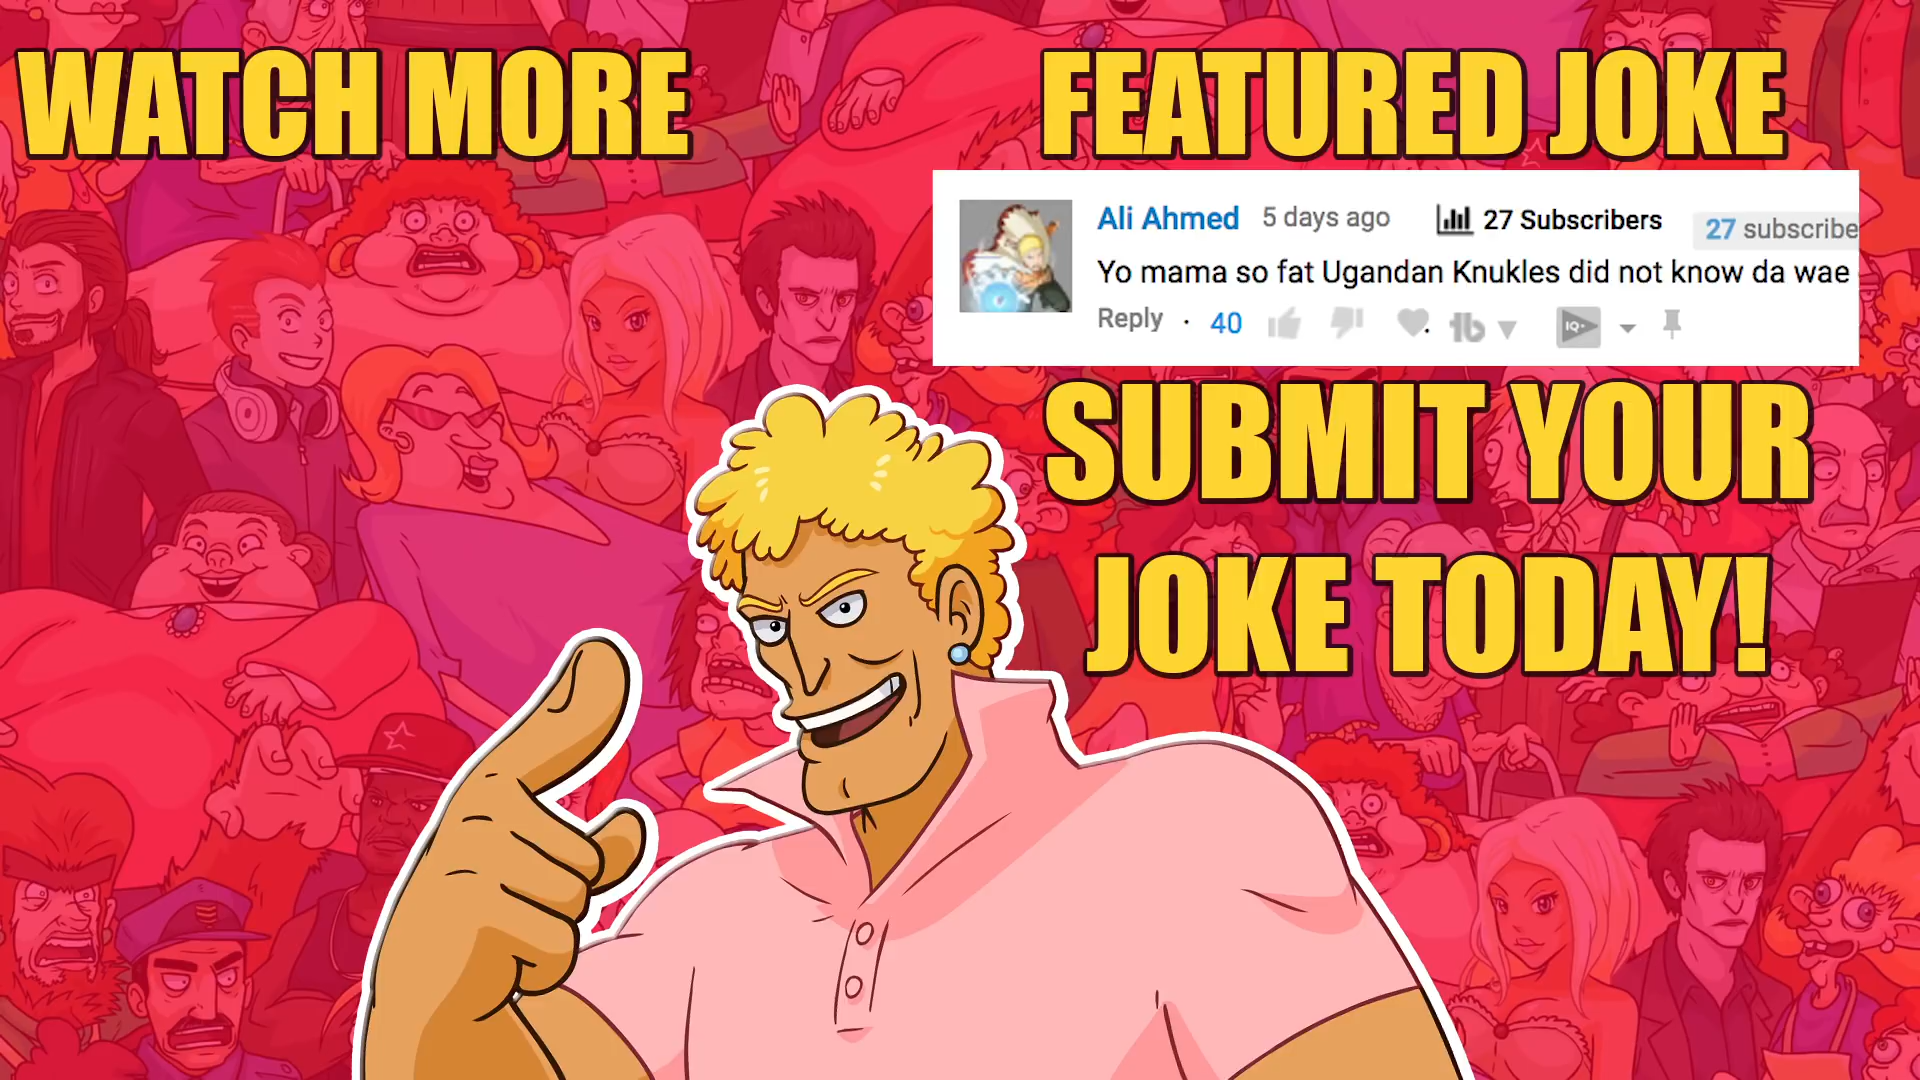 WATCH MORE
FEATURED JOKE
Ali Ahmed 5 days ago 27 Subscribers 27 subscribe
Yo mama so fat Ugandan Knukles did not know da wae
Reply · 40
IQ
SUBMIT YOUR
JOKE TODAY!